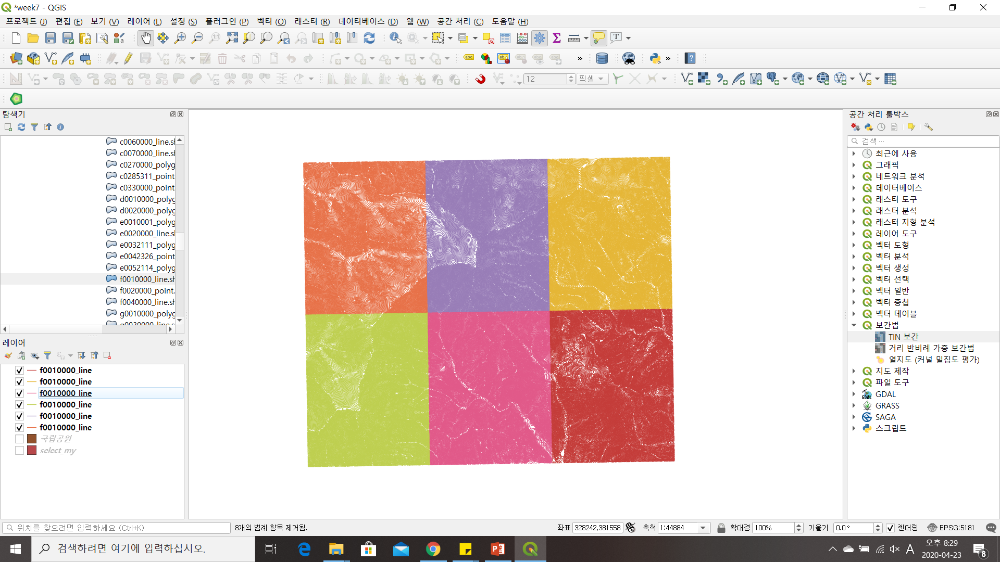 *week7 - QGIS
프로젝트 (J) 편집 (E) 보기 (V) 레이어 (L) 설정 (S) 플러그인 (P) 벡터 (O) 래스터 (R) 데이터베이스 (D) 웹 (W) 공간 처리 (C) 도움말 (H)
12 픽셀
탐색기
c0060000_line.sh
c0070000_line.sh
c0270000_polyg
c0285311_point.
c0330000_point
d0010000_polyg
d0020000_polyg
e0010001_polyg
e0020000_line.sh
e0032111_polyg
e0042326_point
e0052114_polyg
f0010000_line.sh
f0020000_point.
f0040000_line.sh
g0010000_polyg
레이어
f0010000_line
f0010000_line
f0010000_line
f0010000_line
f0010000_line
f0010000_line
국립공원
select_my
공간 처리 툴박스
검색…
최근에 사용
그래픽
네트워크 분석
데이터베이스
래스터 도구
래스터 분석
래스터 지형 분석
레이어 도구
벡터 도형
벡터 분석
벡터 생성
벡터 선택
벡터 일반
벡터 중첩
벡터 테이블
보간법
TIN 보간
거리 반비례 가중 보간법
열지도 (커널 밀집도 평가)
지도 제작
파일 도구
GDAL
GRASS
SAGA
스크립트
위치를 찾으려면 입력하세요 (Ctrl+K) 8개의 범례 항목 제거됨. 좌표 328242,381558 축척 1:44884 확대경 100% 기울기 0.0 ° 렌더링 EPSG:5181
검색하려면 여기에 입력하십시오. A 오후 8:29
2020-04-23 8